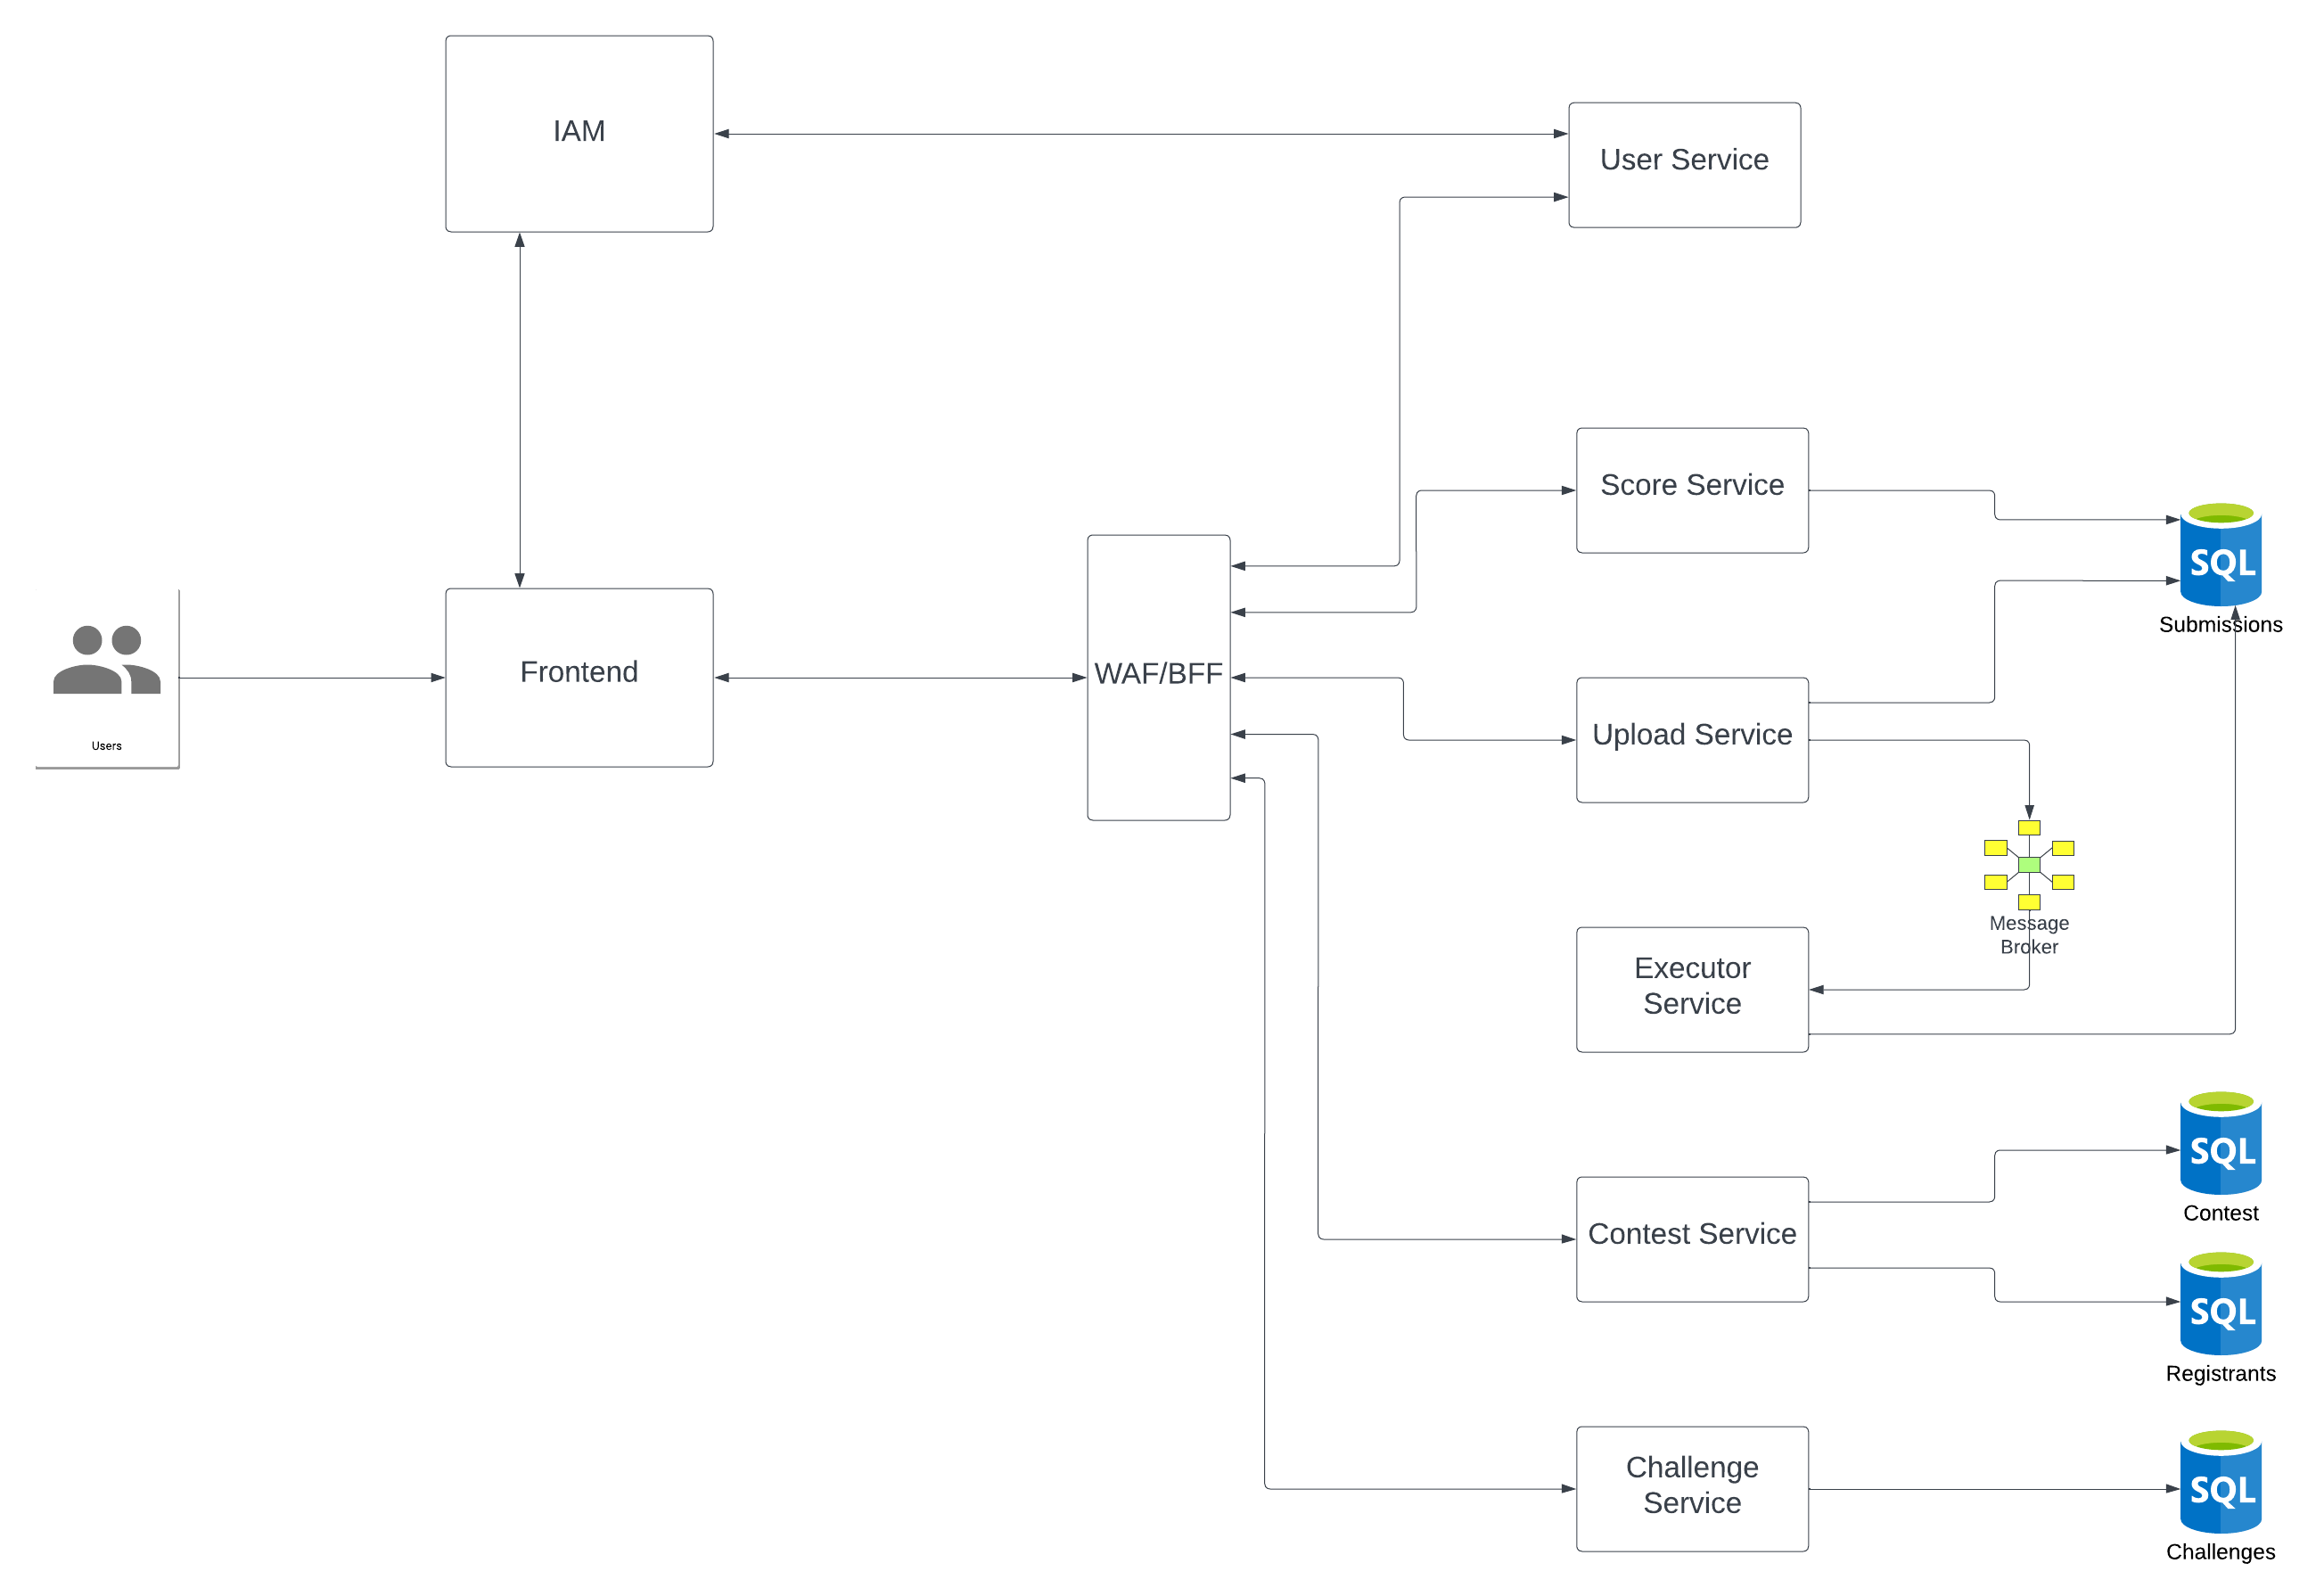 IAM
User Service
Score Service
SQL
Submissions
Users
Frontend
WAF/BFF
Upload Service
Message
Broker
Executor
Service
SQL
Contest
Contest Service
SQL
Registrants
Challenge
Service
SQL
Challenges